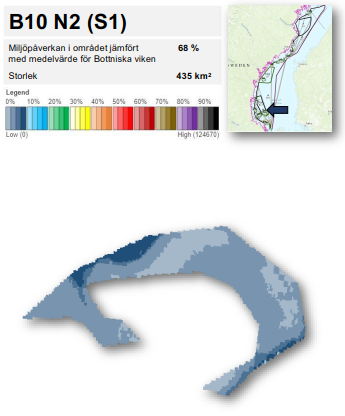 B10 N2 (S1)
Miljöpåverkan i området jämfört 68 %
med medelvärde för Bottniska viken
Storlek 435 km²
Legend
0% 10% 20% 30% 40% 50% 60% 70% 80% 90%
Low (0) High (124670)
WEDEN